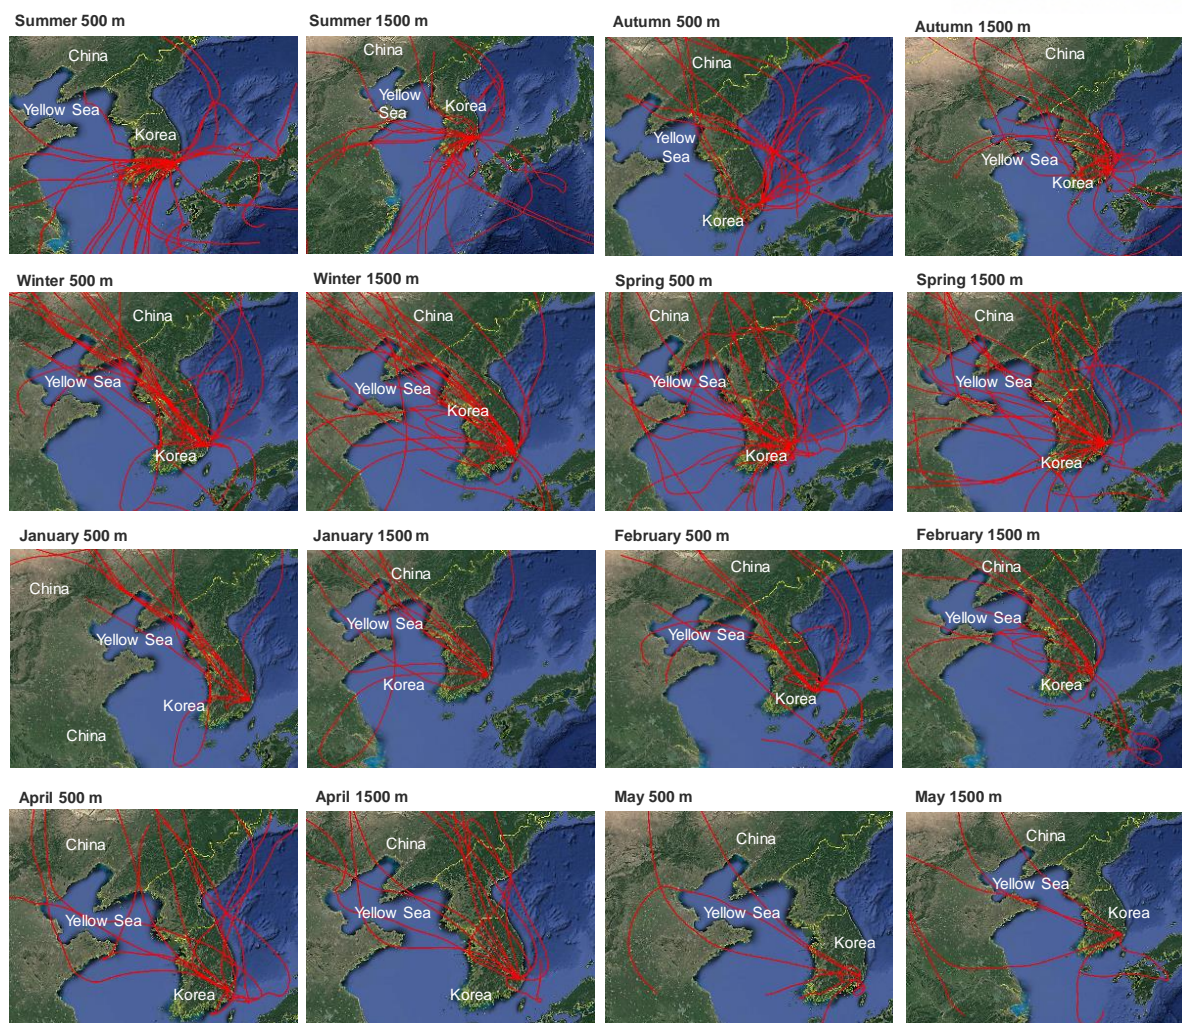 Summer 500 m
Summer 1500 m
Autumn 500 m
Autumn 1500 m
China
Yellow Sea
Korea
China
Yellow
Sea
Korea
China
Yellow
Sea
Korea
China
Yellow Sea
Korea
Winter 500 m
Winter 1500 m
Spring 500 m
Spring 1500 m
China
Yellow Sea
Korea
China
Yellow Sea
Korea
China
Yellow Sea
Korea
China
Yellow Sea
Korea
January 500 m
January 1500 m
February 500 m
February 1500 m
China
Yellow Sea
Korea
China
China
Yellow Sea
Korea
China
Yellow Sea
Korea
China
Yellow Sea
Korea
April 500 m
April 1500 m
May 500 m
May 1500 m
China
Yellow Sea
Korea
China
Yellow Sea
Korea
China
Yellow Sea
Korea
China
Yellow Sea
Korea